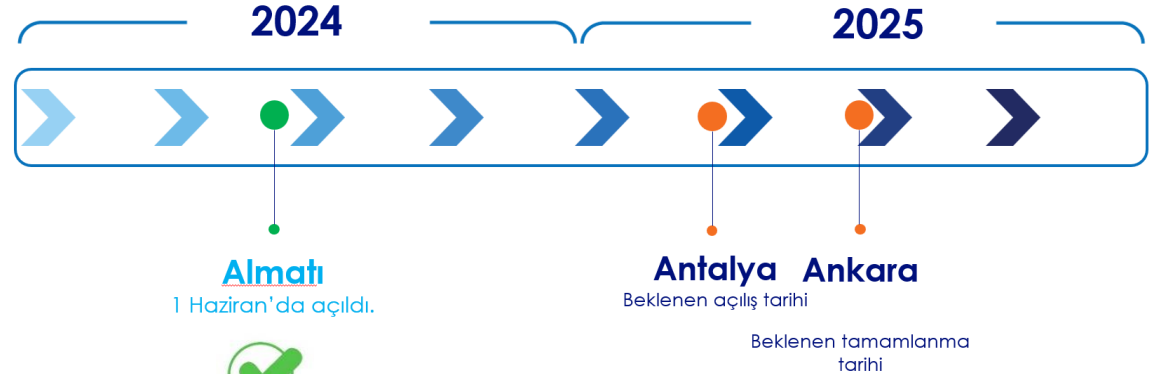 2024
2025
Almatı
1 Haziran'da açıldı.
Antalya
Ankara
Beklenen açılış tarihi
Beklenen tamamlanma
tarihi